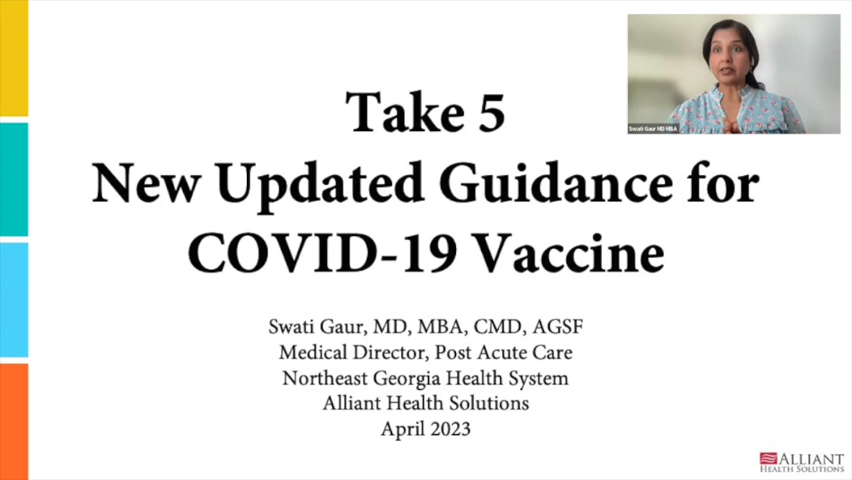 Take 5
New Updated Guidance for
COVID-19 Vaccine
Swati Gaur, MD, MBA, CMD, AGSF
Medical Director, Post Acute Care
Northeast Georgia Health System
Alliant Health Solutions
April 2023
Swati Gaur MD MBA
ALLIANT
HEALTH SOLUTIONS